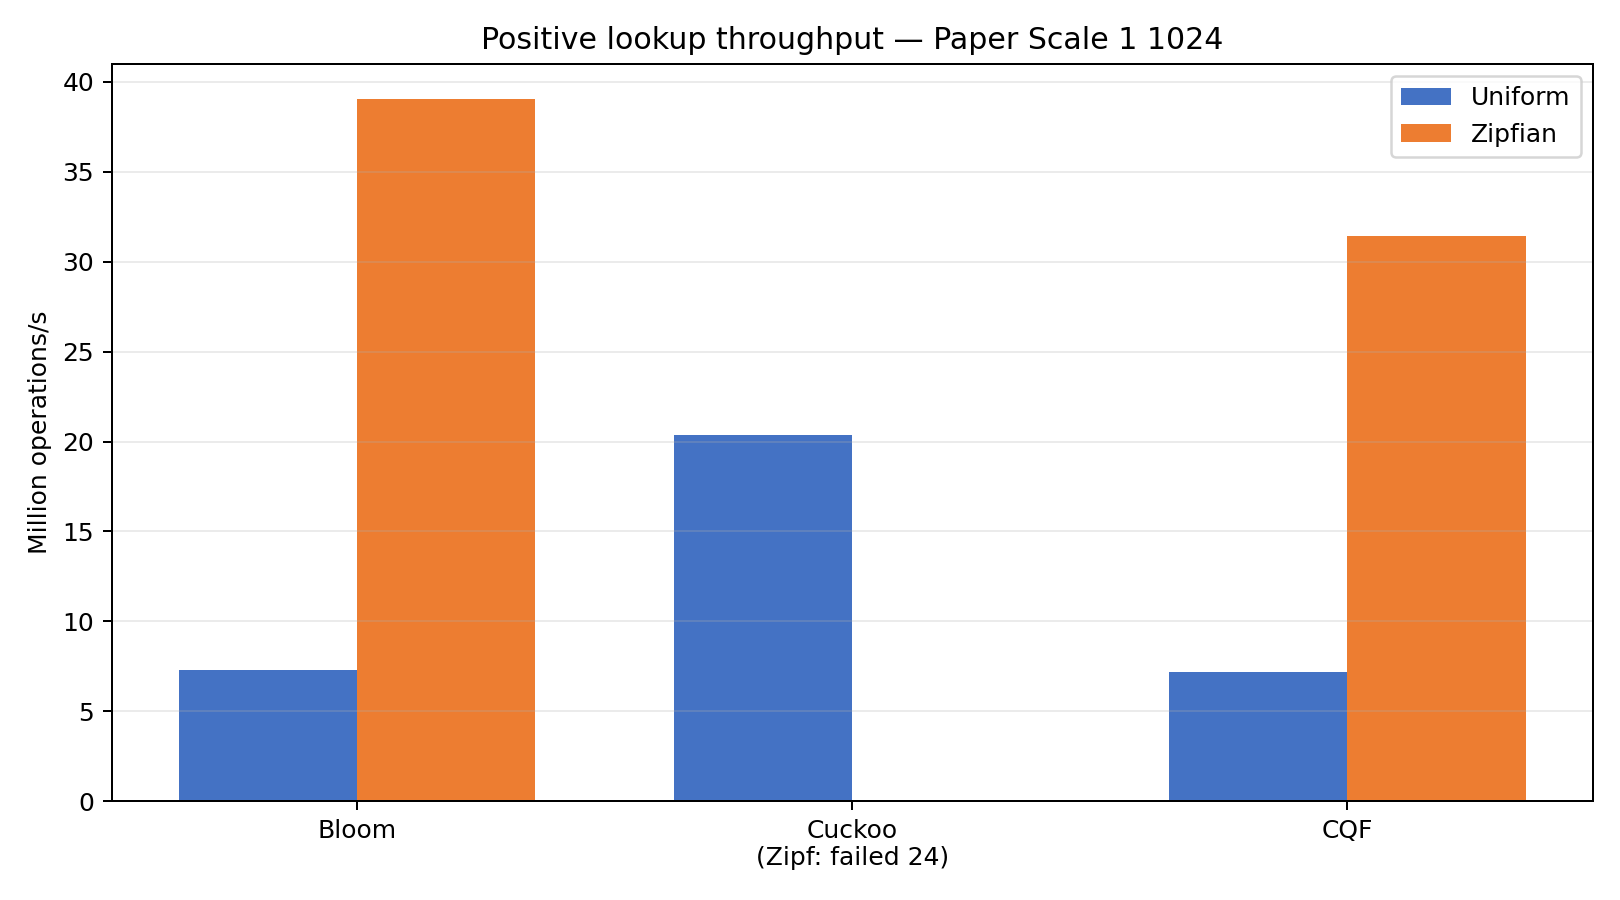 Positive lookup throughput — Paper Scale 1 1024
Uniform
Zipfian
Million operations/s
40
35
30
25
20
15
10
5
0
Bloom
Cuckoo
(Zipf: failed 24)
CQF